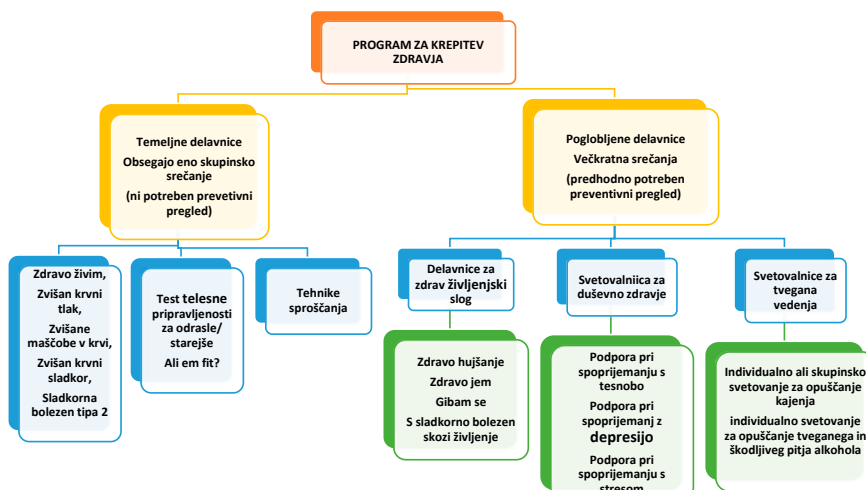 PROGRAM ZA KREPITEV
ZDRAVJA
Temeljne delavnice
Obsegajo eno skupinsko
srečanje
(ni potreben prevetivni
pregled)
Poglobljene delavnice
Večkratna srečanja
(predhodno potreben
preventivni pregled)
Zdravo živim,
Zvišan krvni
tlak,
Zvišane
maščobe v krvi,
Zvišan krvni
sladkor,
Sladkorna
bolezen tipa 2
Test telesne
pripravljenosti
za odrasle/
starejše
Ali em fit?
Tehnike
sproščanja
Delavnice za
zdrav življenjski
slog
Svetovalniica za
duševno zdravje
Svetovalnice za
tvegana
vedenja
Zdravo hujšanje
Zdravo jem
Gibam se
S sladkorno bolezen
skozi življenje
Podpora pri
spoprijemanju s
tesnobo
Podpora pri
spoprijemanj z
depresijo
Podpora pri
spoprijemanju s
stresom
Individualno ali skupinsko
svetovanje za opuščanje
kajenja
individualno svetovanje
za opuščanje tveganega in
škodljiveg pitja alkohola